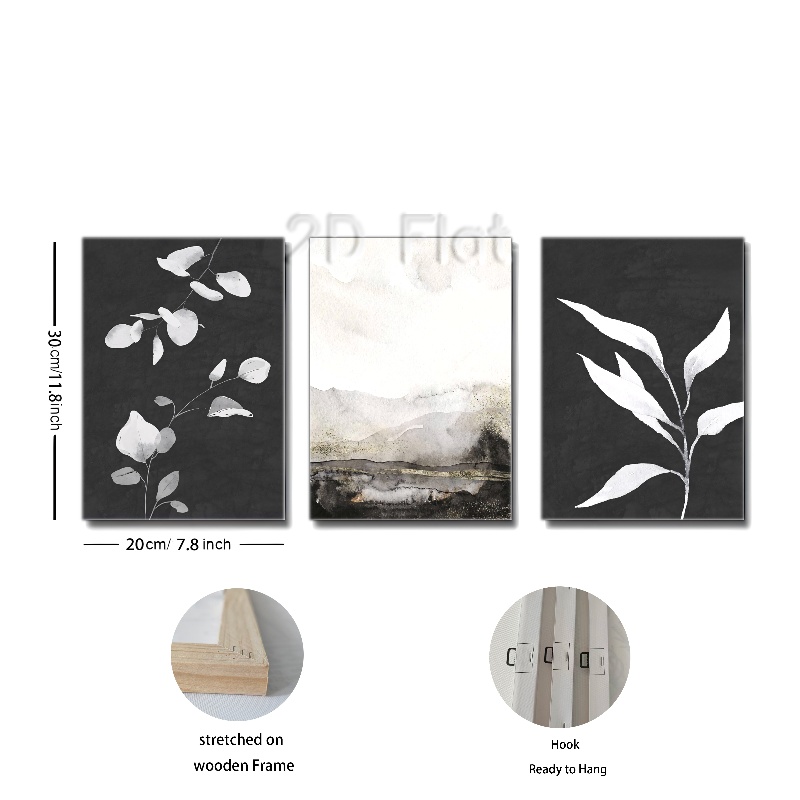 2D Flat
30cm/11.8inch
20cm/ 7.8 inch
stretched on
wooden Frame
Hook
Ready to Hang